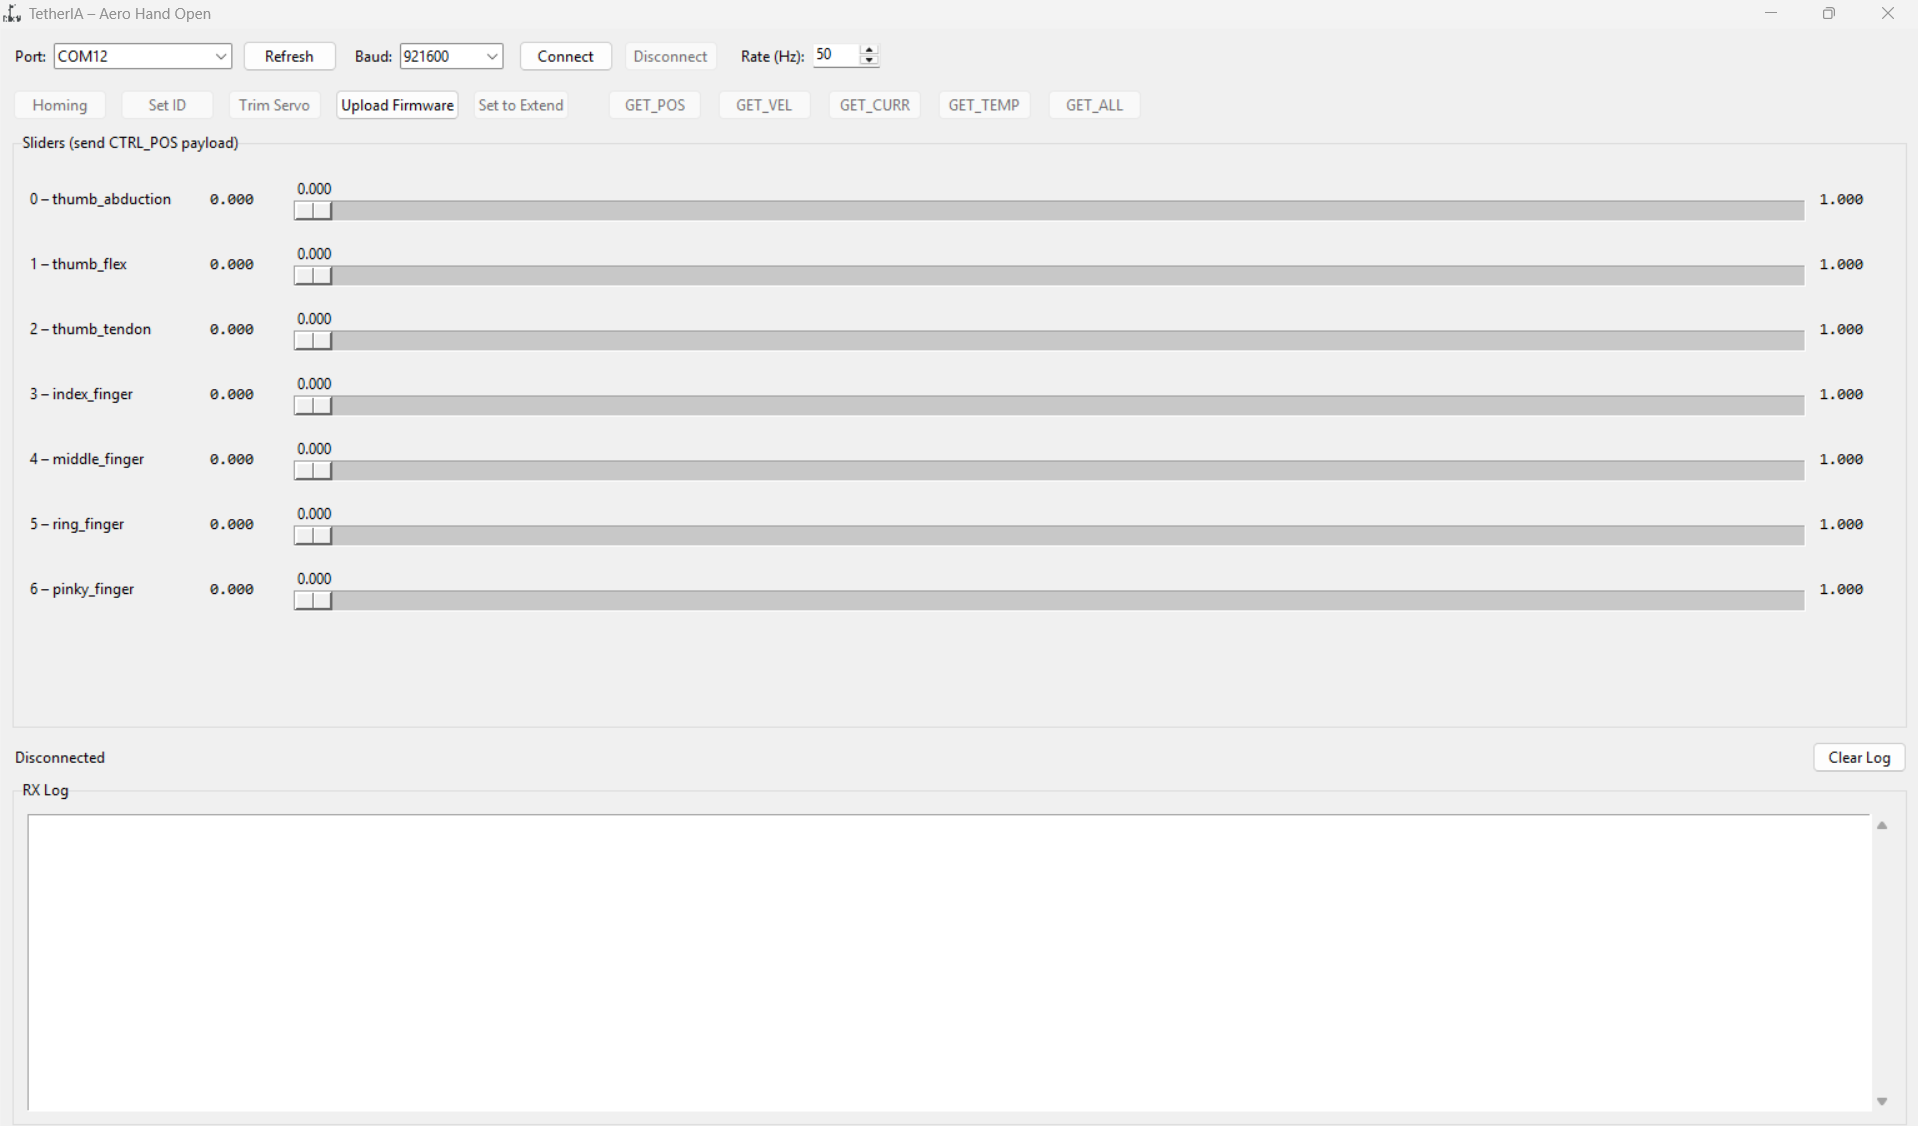 TetherIA – Aero Hand Open
Port: COM12 Refresh Baud: 921600 Connect Disconnect Rate (Hz): 50
Homing Set ID Trim Servo Upload Firmware Set to Extend GET_POS GET_VEL GET_CURR GET_TEMP GET_ALL
Sliders (send CTRL_POS payload)
0.000
0 – thumb_abduction 0.000 1.000
0.000
1 – thumb_flex 0.000 1.000
0.000
2 – thumb_tendon 0.000 1.000
0.000
3 – index_finger 0.000 1.000
0.000
4 – middle_finger 0.000 1.000
0.000
5 – ring_finger 0.000 1.000
0.000
6 – pinky_finger 0.000 1.000
Disconnected Clear Log
RX Log